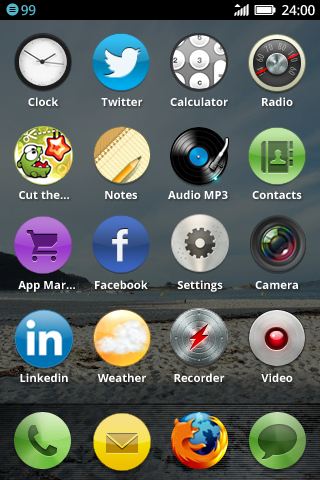 99 24:00
Clock Twitter Calculator Radio
Cut the... Notes Audio MP3 Contacts
App Mar... Facebook Settings Camera
Linkedin Weather Recorder Video